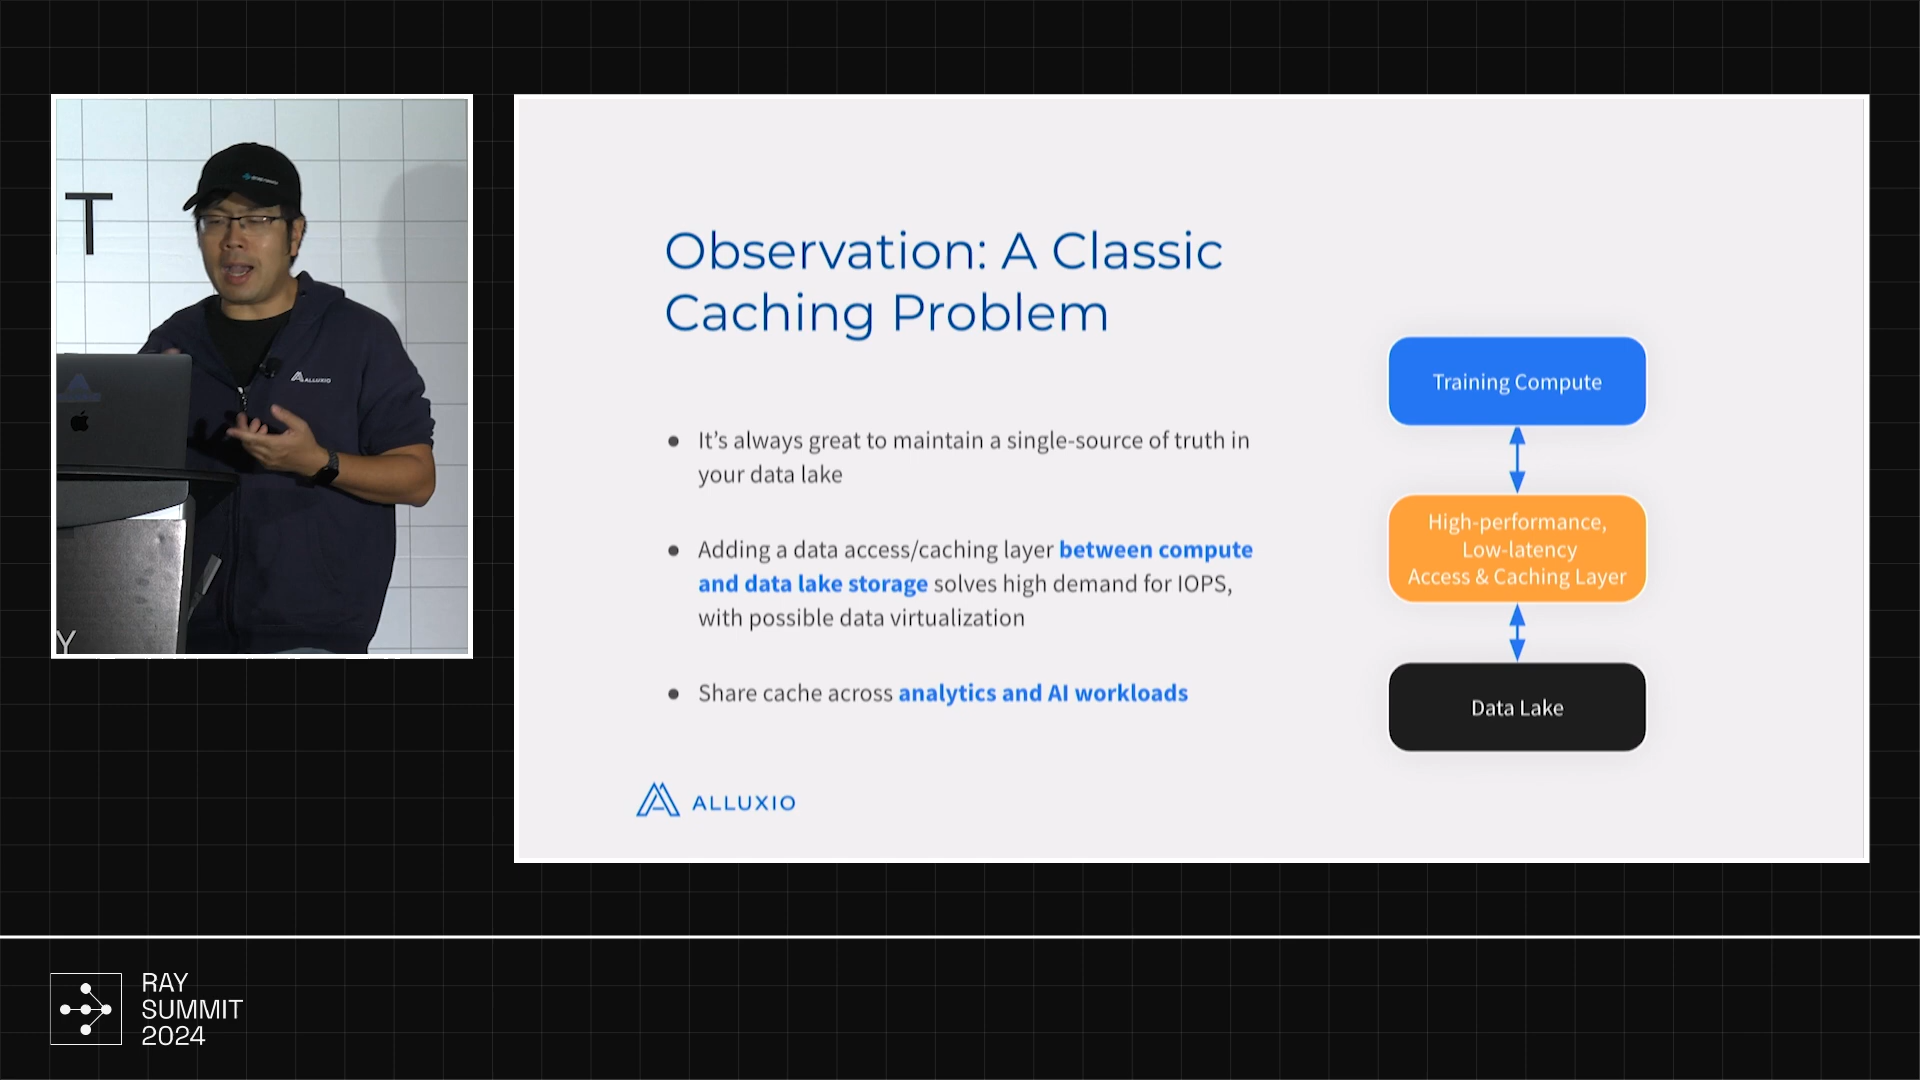 T
ALLUXIO
Y
Observation: A Classic
Caching Problem
It's always great to maintain a single-source of truth in
your data lake
Adding a data access/caching layer between compute
and data lake storage solves high demand for IOPS,
with possible data virtualization
Share cache across analytics and AI workloads
Training Compute
High-performance,
Low-latency
Access & Caching Layer
Data Lake
ALLUXIO
RAY
SUMMIT
2024